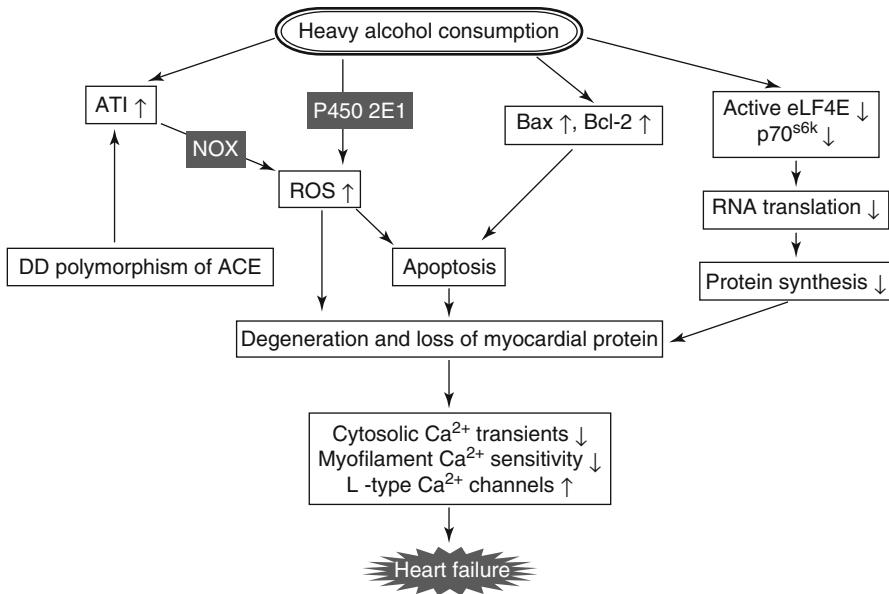 Heavy alcohol consumption
ATI ↑
P450 2E1
Bax ↑, Bcl-2 ↑
Active eLF4E ↓
p70s6k ↓
NOX
ROS ↑
RNA translation ↓
DD polymorphism of ACE
Apoptosis
Protein synthesis ↓
Degeneration and loss of myocardial protein
Cytosolic Ca2+ transients ↓
Myofilament Ca2+ sensitivity ↓
L -type Ca2+ channels ↑
Heart failure